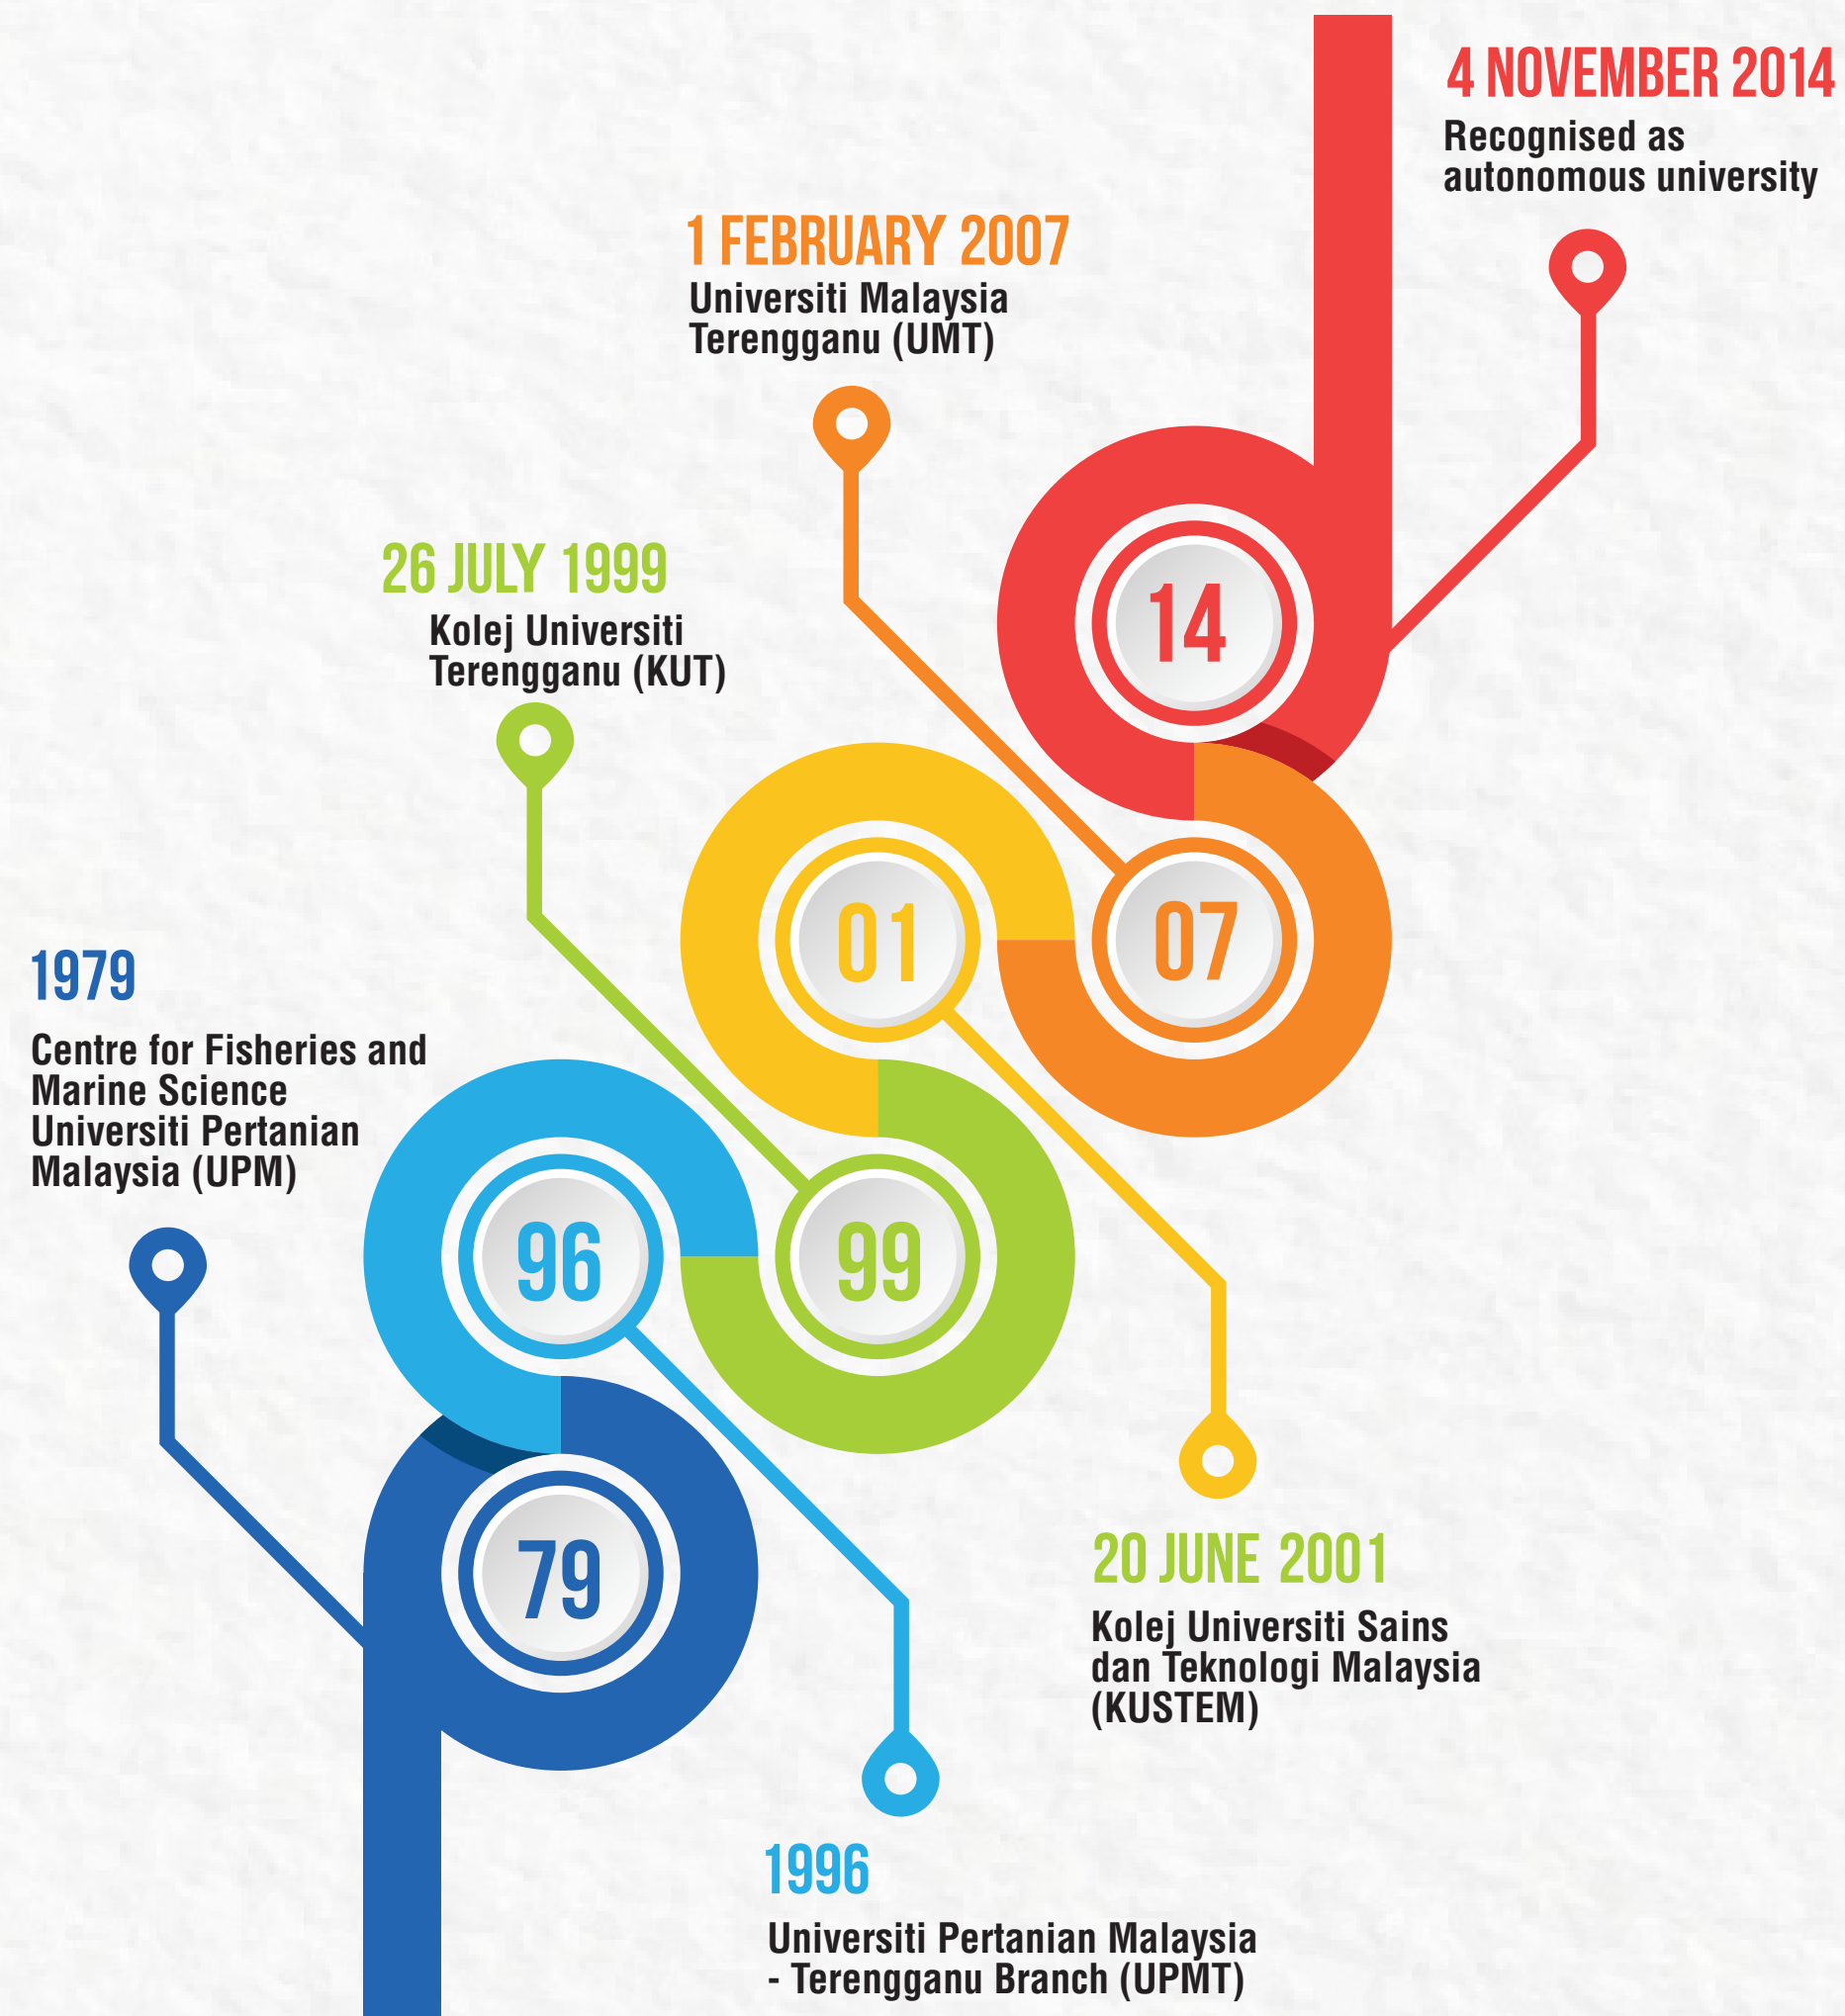 4 NOVEMBER 2014
Recognised as
autonomous university
1 FEBRUARY 2007
Universiti Malaysia
Terengganu (UMT)
26 JULY 1999
Kolej Universiti
Terengganu (KUT)
14
01
07
1979
Centre for Fisheries and
Marine Science
Universiti Pertanian
Malaysia (UPM)
96
99
79
20 JUNE 2001
Kolej Universiti Sains
dan Teknologi Malaysia
(KUSTEM)
1996
Universiti Pertanian Malaysia
- Terengganu Branch (UPMT)